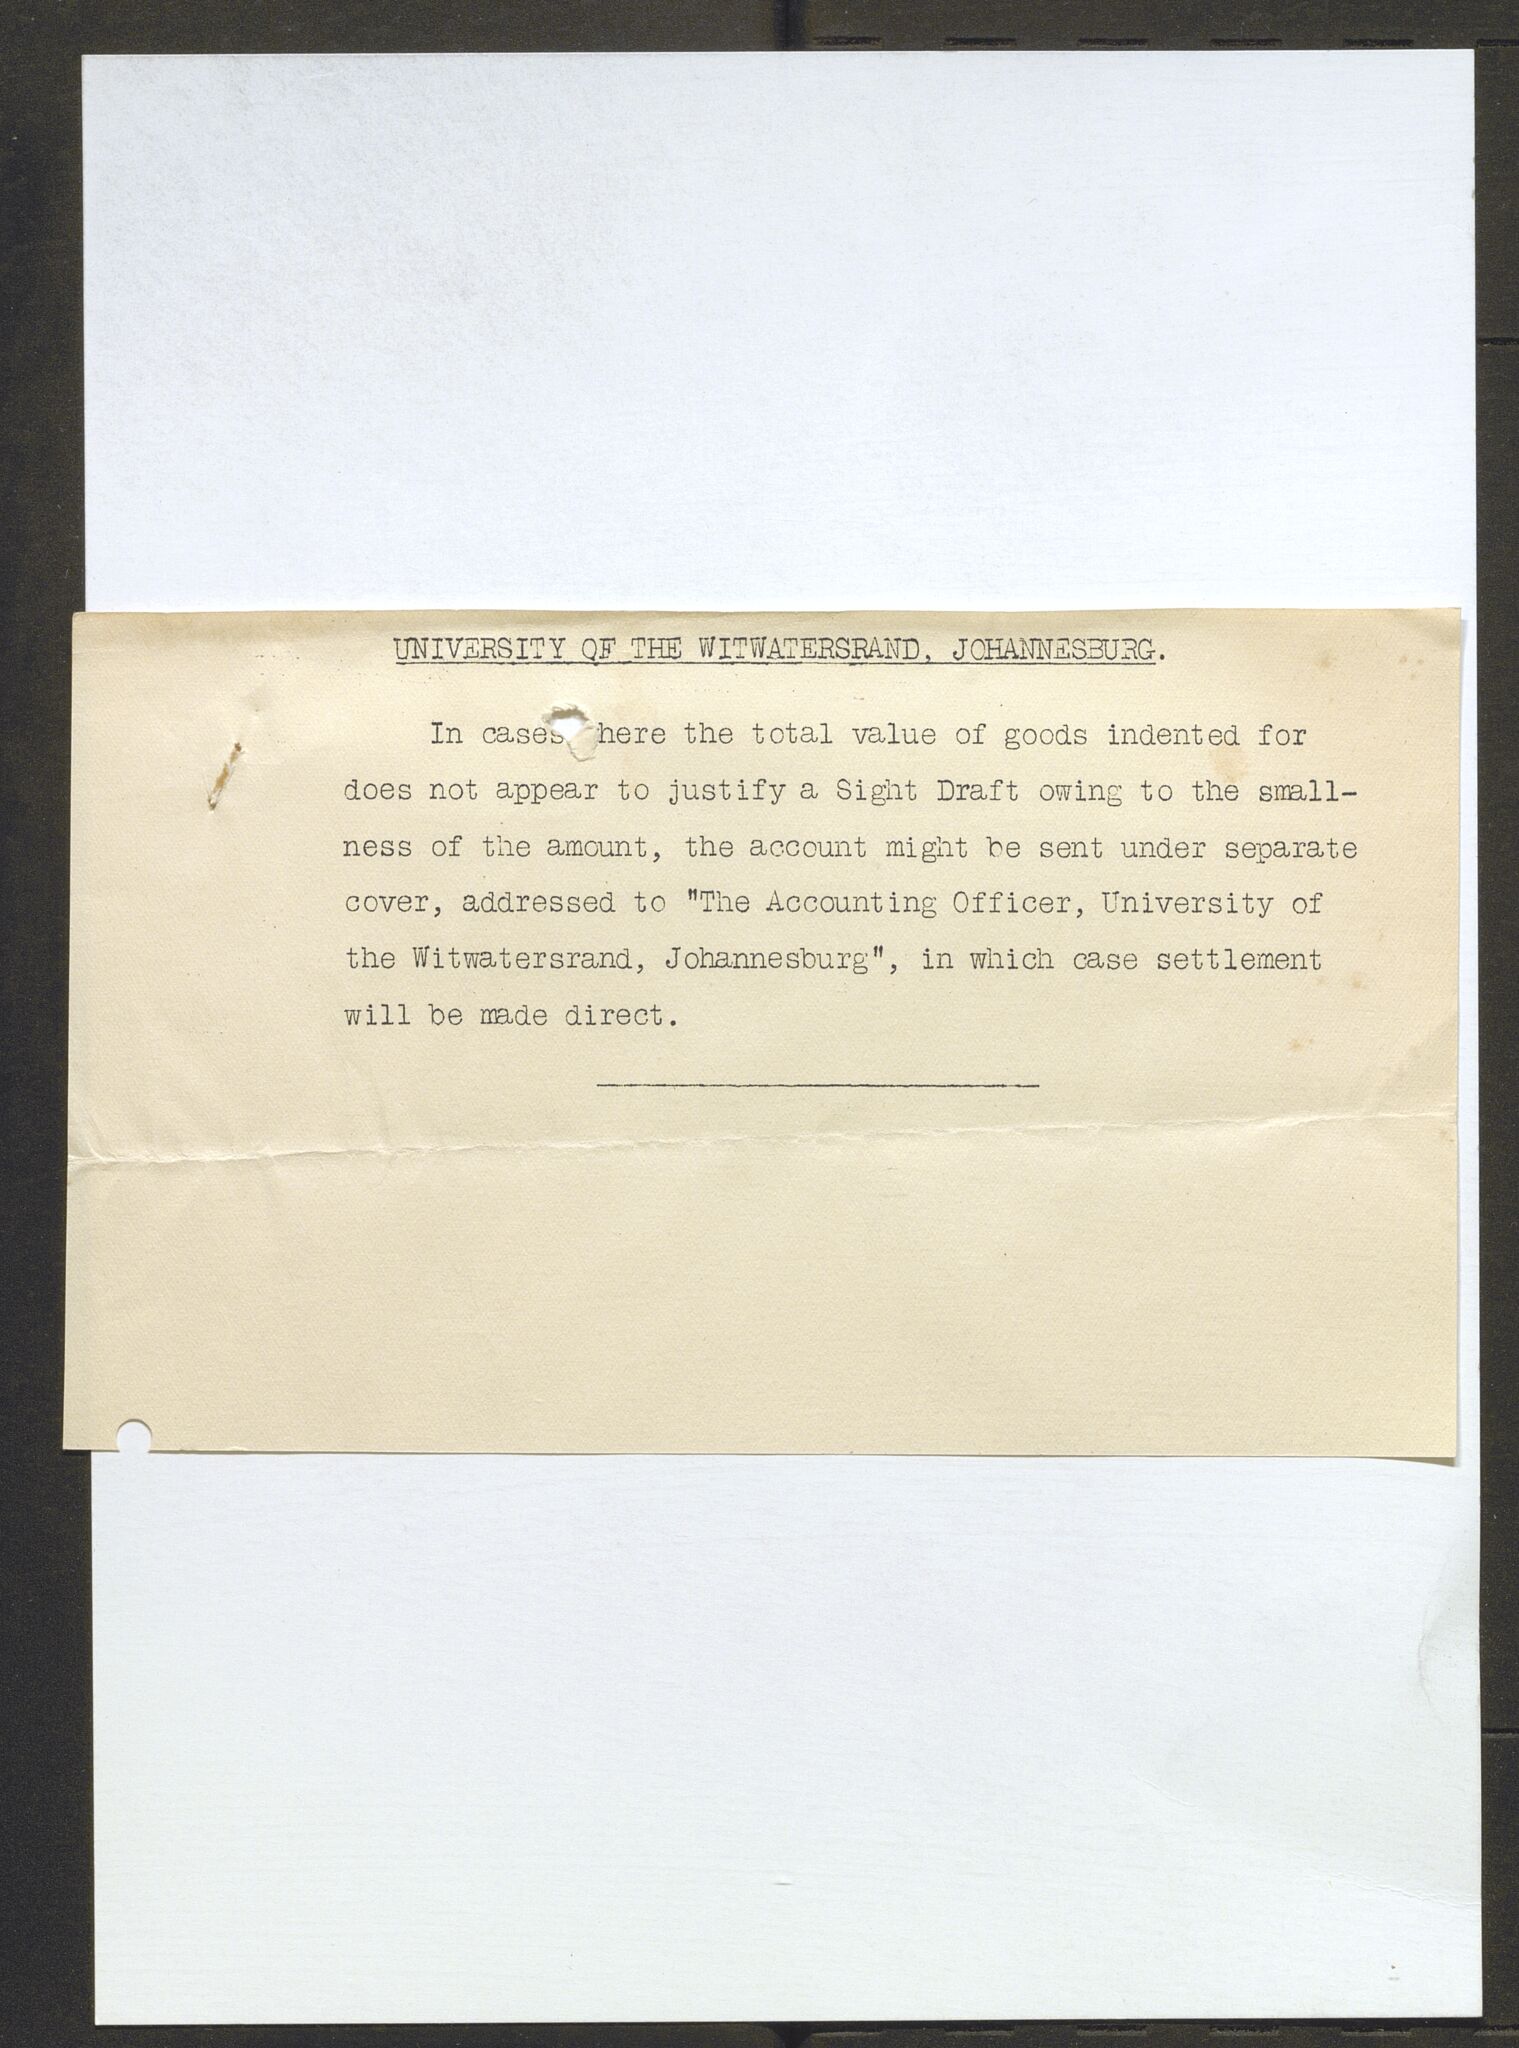 UNIVERSITY OF THE WITWATERSRAND, JOHANNESBURG.
In cases here the total value of goods indented for
does not appear to justify a Sight Draft owing to the small-
ness of the amount, the account might be sent under separate
cover, addressed to "The Accounting Officer, University of
the Witwatersrand, Johannesburg", in which case settlement
will be made direct.